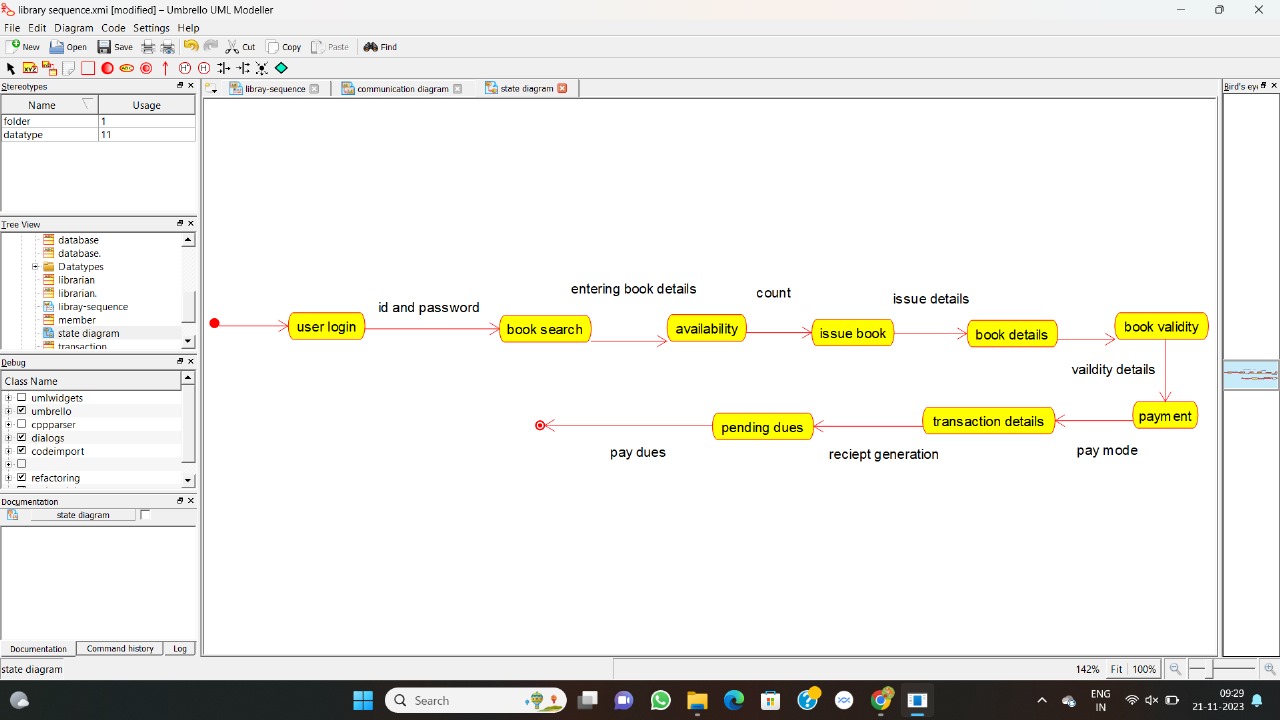 library sequence.xmi [modified] – Umbrello UML Modeller
File Edit Diagram Code Settings Help
New Open Save Cut Copy Paste Find
Stereotypes
Name Usage
folder 1
datatype 11
libray-sequence communication diagram state diagram
Bird's ey
Tree View
database
database.
Datatypes
librarian
librarian.
libray-sequence
member
state diagram
transaction
Debug
Class Name
umlwidgets
umbrello
cppparser
dialogs
codeimport
refactoring
Documentation
state diagram
Documentation Command history Log
entering book details
count
issue details
id and password
user login
book search
availability
issue book
book details
book validity
vaildity details
payment
transaction details
pending dues
pay dues
reciept generation
pay mode
state diagram
142% Fit 100%
Search
ENG
IN
09:29
21-11-2023